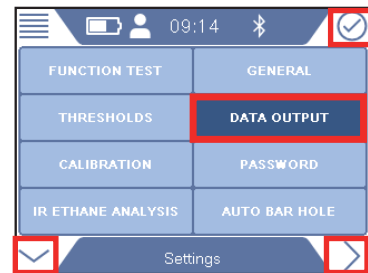 09:14
FUNCTION TEST GENERAL
THRESHOLDS DATA OUTPUT
CALIBRATION PASSWORD
IR ETHANE ANALYSIS AUTO BAR HOLE
Settings